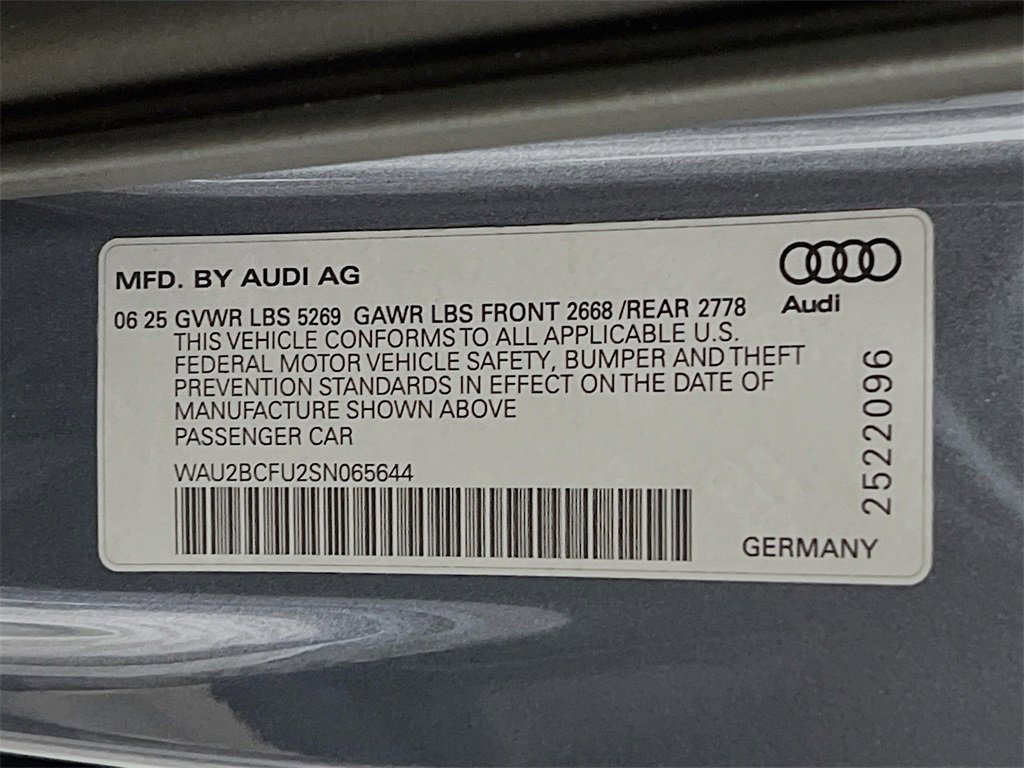 MFD. BY AUDI AG
Audi
06 25 GVWR LBS 5269 GAWR LBS FRONT 2668 /REAR 2778
THIS VEHICLE CONFORMS TO ALL APPLICABLE U.S.
FEDERAL MOTOR VEHICLE SAFETY, BUMPER AND THEFT
PREVENTION STANDARDS IN EFFECT ON THE DATE OF
MANUFACTURE SHOWN ABOVE
PASSENGER CAR
WAU2BCFU2SN065644
2522096
GERMANY